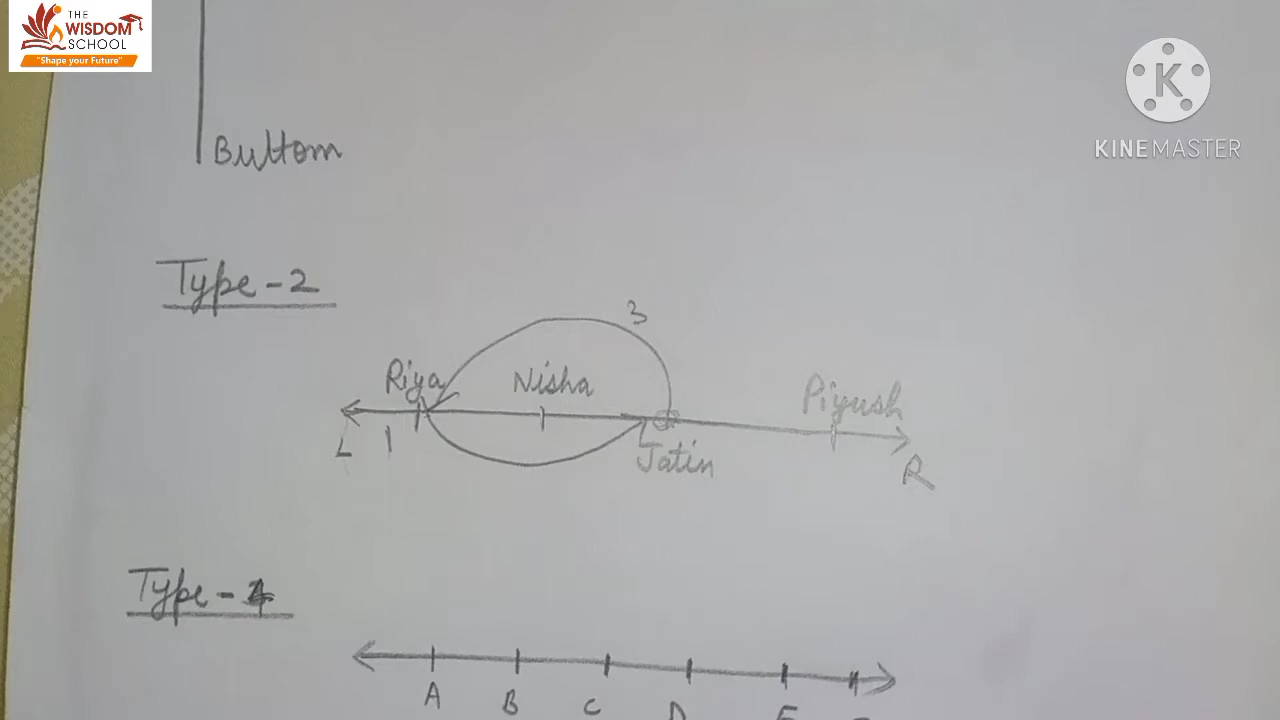 THE
WISDOM
SCHOOL
"Shape your Future"
K
KINEMASTER
Buttom
Type-2
3
Riya Nisha Piyush
L 1 Jatin R
Type-4
A B C D E